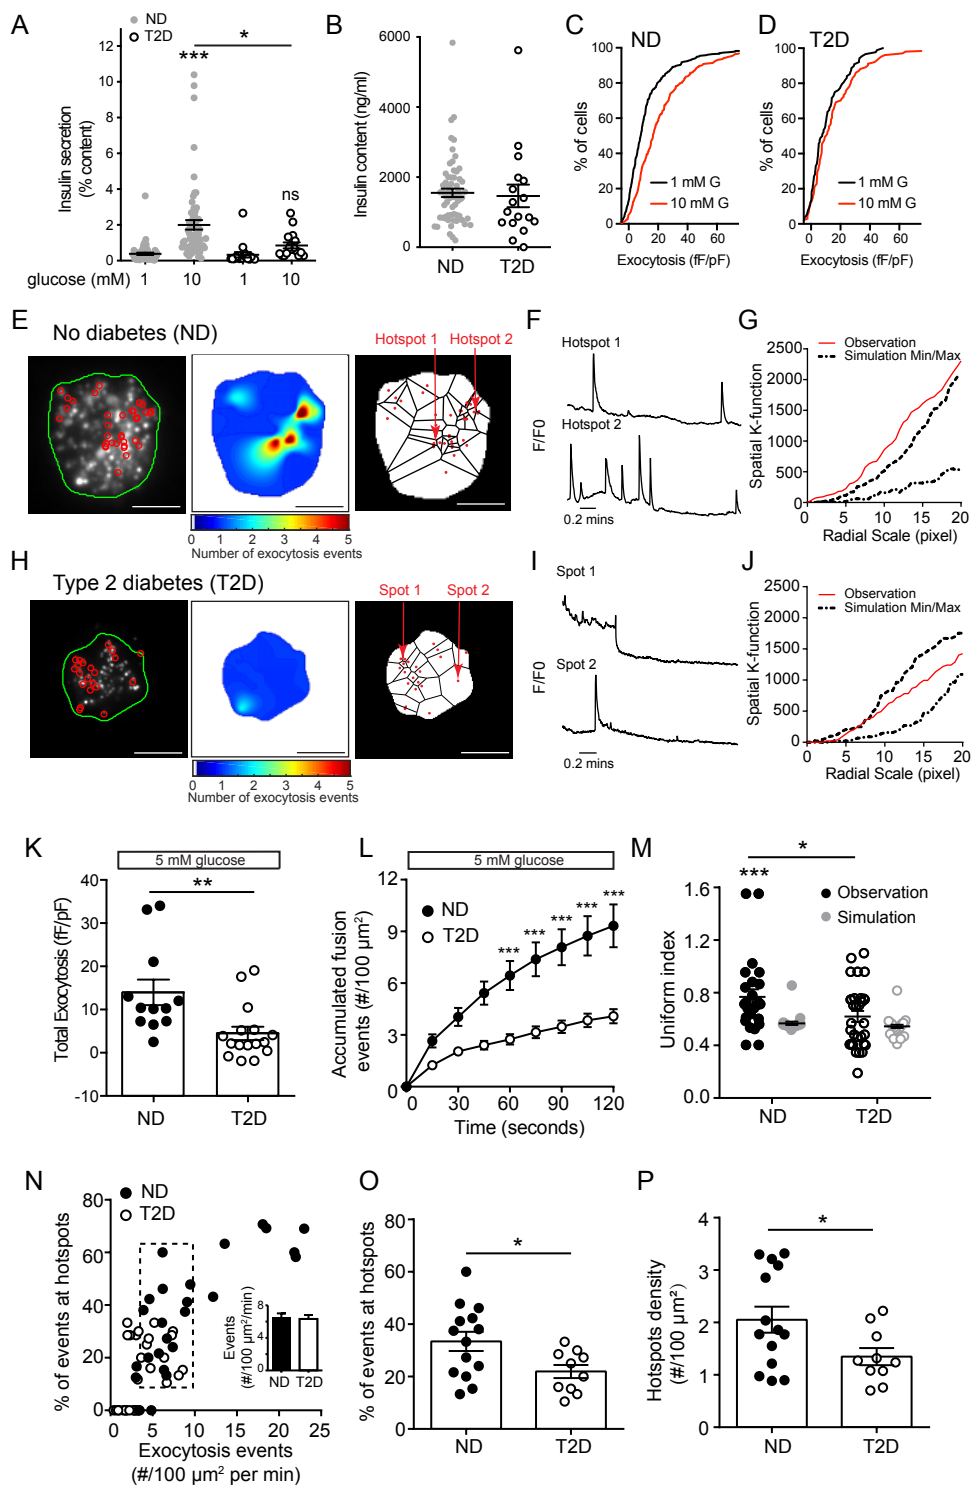 A
ND
T2D
***
*
ns
Insulin secretion
(% content)
12
10
8
6
4
2
0
glucose (mM)
1
10
1
10
B
Insulin content (ng/ml)
6000
4000
2000
0
ND
T2D
C
ND
% of cells
100
80
60
40
20
0
1 mM G
10 mM G
0
20
40
60
Exocytosis (fF/pF)
D
T2D
% of cells
100
80
60
40
20
0
1 mM G
10 mM G
0
20
40
60
Exocytosis (fF/pF)
E
No diabetes (ND)
Hotspot 1
Hotspot 2
0 1 2 3 4 5
Number of exocytosis events
F
Hotspot 1
Hotspot 2
F/F0
0.2 mins
G
Observation
Simulation Min/Max
Spatial K-function
2500
2000
1500
1000
500
0
0 5 10 15 20
Radial Scale (pixel)
H
Type 2 diabetes (T2D)
Spot 1
Spot 2
0 1 2 3 4 5
Number of exocytosis events
I
Spot 1
Spot 2
F/F0
0.2 mins
J
Observation
Simulation Min/Max
Spatial K-function
2500
2000
1500
1000
500
0
0 5 10 15 20
Radial Scale (pixel)
K
5 mM glucose
**
Total Exocytosis (fF/pF)
40
30
20
10
0
-10
ND
T2D
L
5 mM glucose
ND
T2D
*** *** *** *** ***
Accumulated fusion
events (#/100 µm²)
12
9
6
3
0
0 30 60 90 120
Time (seconds)
M
*
***
Observation
Simulation
Uniform index
1.6
1.2
0.8
0.4
0.0
ND
T2D
N
ND
T2D
% of events at hotspots
80
60
40
20
0
0 5 10 15 20 25
Exocytosis events
(#/100 µm² per min)
Events
(#/100 µm²/min)
8
6
4
2
0
ND T2D
O
*
% of events at hotspots
80
60
40
20
0
ND
T2D
P
*
Hotspots density
(#/100 µm²)
4
3
2
1
0
ND
T2D